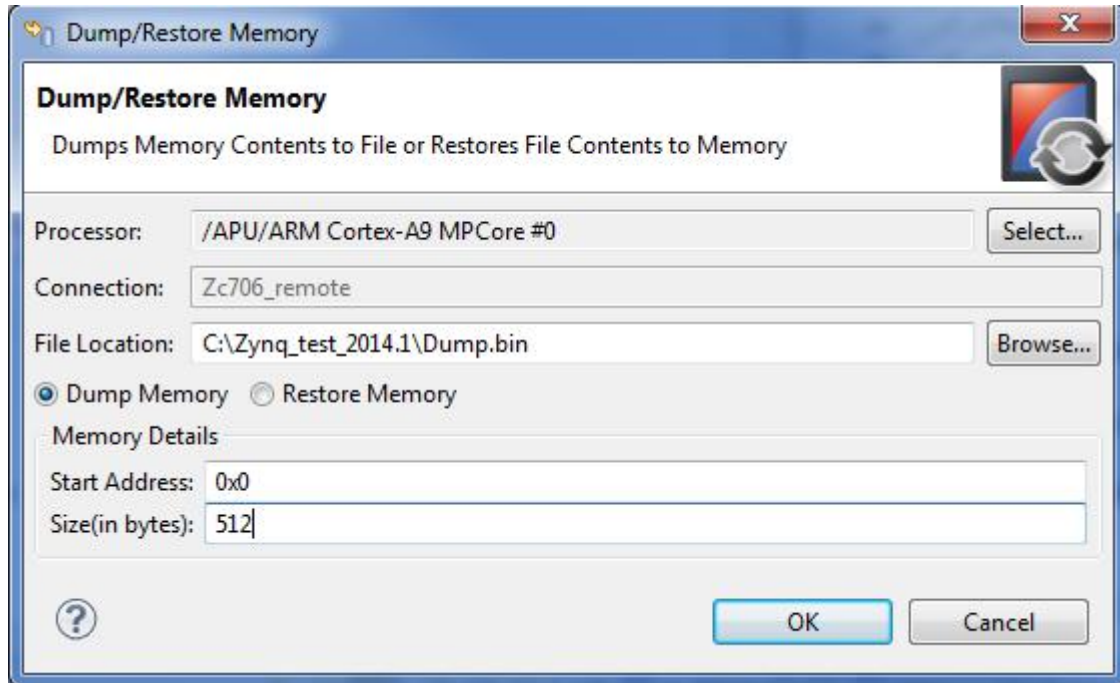 Dump/Restore Memory
Dump/Restore Memory
Dumps Memory Contents to File or Restores File Contents to Memory
Processor: /APU/ARM Cortex-A9 MPCore #0 Select...
Connection: Zc706_remote
File Location: C:\Zynq_test_2014.1\Dump.bin Browse...
Dump Memory Restore Memory
Memory Details
Start Address: 0x0
Size(in bytes): 512
? OK Cancel